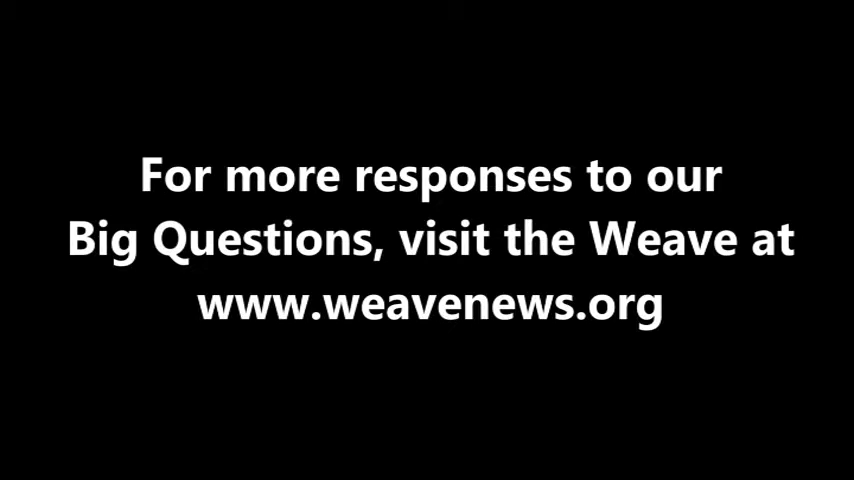 For more responses to our
Big Questions, visit the Weave at
www.weavenews.org